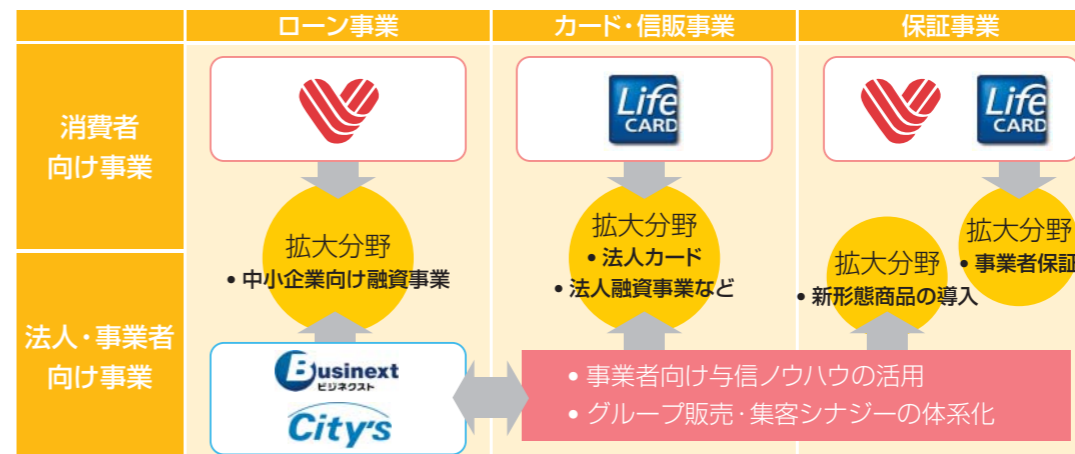 ローン事業
カード・信販事業
保証事業
消費者
向け事業
Life
CARD
Life
CARD
拡大分野
• 中小企業向け融資事業
拡大分野
• 法人カード
• 法人融資事業など
拡大分野
• 新形態商品の導入
拡大分野
• 事業者保証
法人・事業者
向け事業
Businext
ビジネクスト
City's
• 事業者向け与信ノウハウの活用
• グループ販売・集客シナジーの体系化